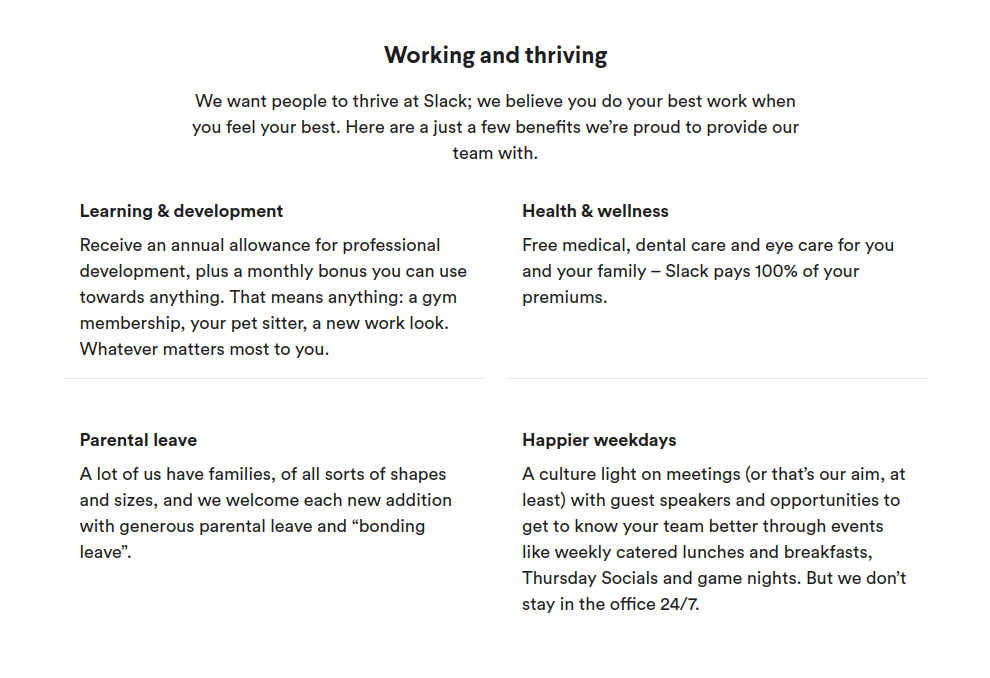 Working and thriving
We want people to thrive at Slack; we believe you do your best work when
you feel your best. Here are a just a few benefits we’re proud to provide our
team with.
Learning & development
Receive an annual allowance for professional
development, plus a monthly bonus you can use
towards anything. That means anything: a gym
membership, your pet sitter, a new work look.
Whatever matters most to you.
Health & wellness
Free medical, dental care and eye care for you
and your family – Slack pays 100% of your
premiums.
Parental leave
A lot of us have families, of all sorts of shapes
and sizes, and we welcome each new addition
with generous parental leave and “bonding
leave”.
Happier weekdays
A culture light on meetings (or that’s our aim, at
least) with guest speakers and opportunities to
get to know your team better through events
like weekly catered lunches and breakfasts,
Thursday Socials and game nights. But we don’t
stay in the office 24/7.